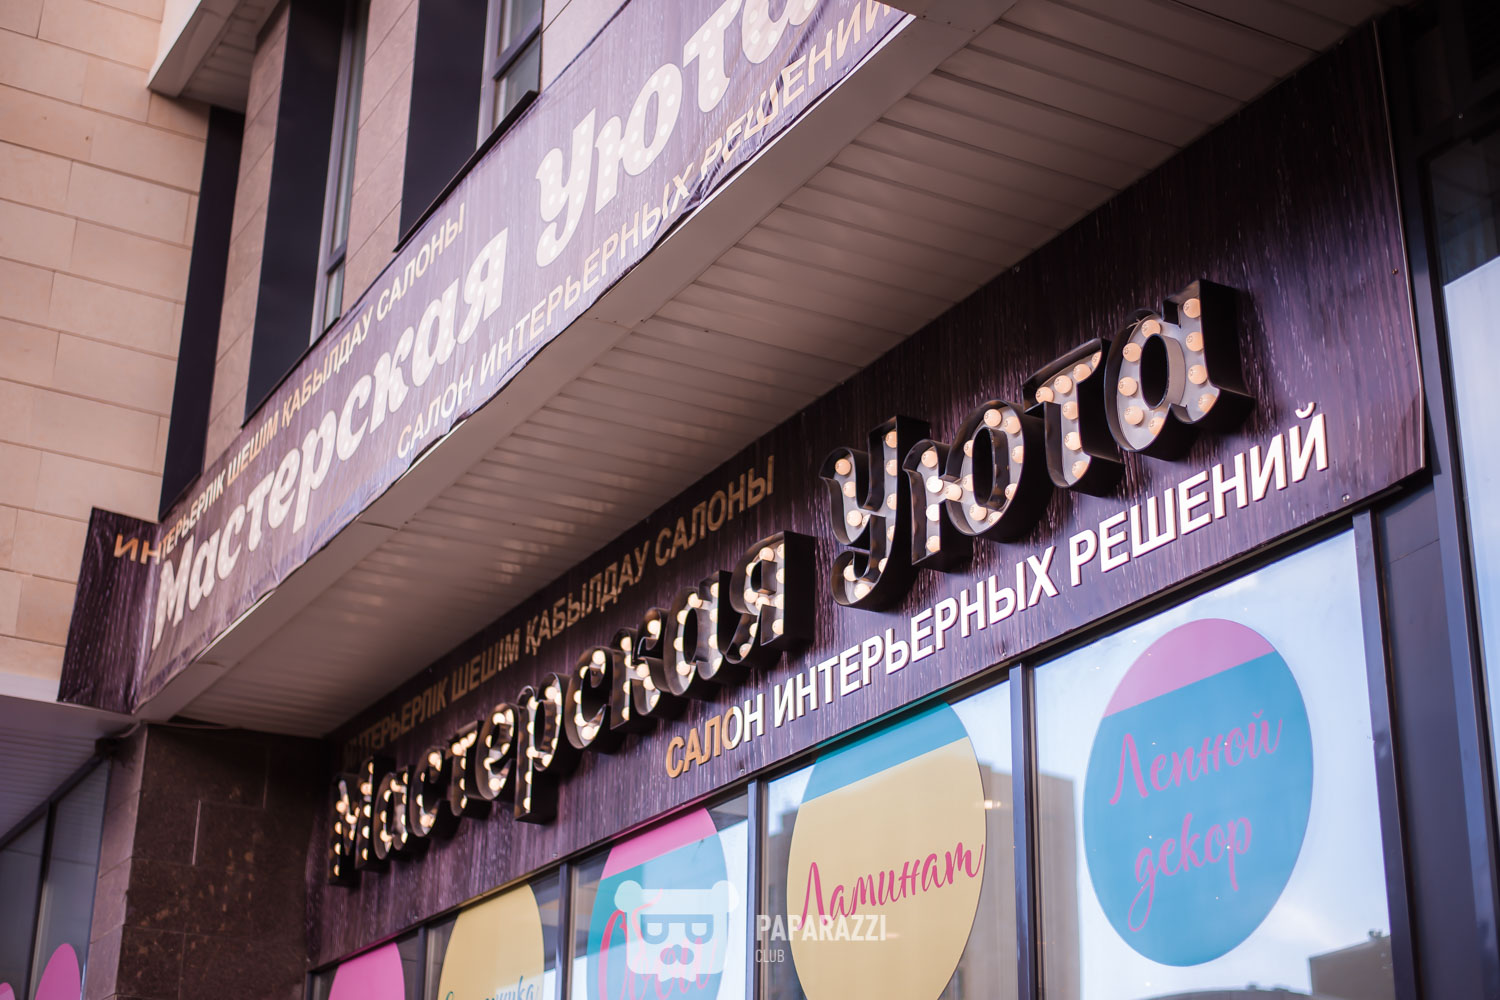 ИНТЕРЬЕРЛІК ШЕШІМ ҚАБЫЛДАУ САЛОНЫ
Мастерская Уюта
САЛОН ИНТЕРЬЕРНЫХ РЕШЕНИЙ
ИНТЕРЬЕРЛІК ШЕШІМ ҚАБЫЛДАУ САЛОНЫ
Мастерская Уюта
САЛОН ИНТЕРЬЕРНЫХ РЕШЕНИЙ
Ламинат
Лепной
декор
PAPARAZZI
CLUB